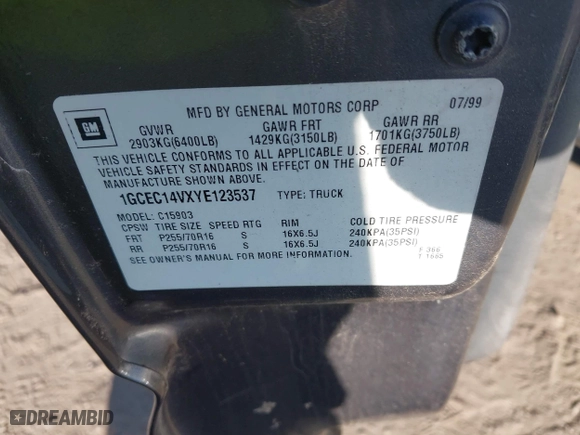 MFD BY GENERAL MOTORS CORP 07/99
GM
GVWR GAWR FRT GAWR RR
2903KG(6400LB) 1429KG(3150LB) 1701KG(3750LB)
THIS VEHICLE CONFORMS TO ALL APPLICABLE U.S. FEDERAL MOTOR
VEHICLE SAFETY STANDARDS IN EFFECT ON THE DATE OF
MANUFACTURE SHOWN ABOVE.
1GCEC14VXYE123537 TYPE: TRUCK
MODEL: C15903
CPSW TIRE SIZE SPEED RTG RIM COLD TIRE PRESSURE
FRT P255/70R16 S 16X6.5J 240KPA(35PSI)
RR P255/70R16 S 16X6.5J 240KPA(35PSI)
SEE OWNER'S MANUAL FOR MORE INFORMATION.
F 366
T 1665
DREAMBID